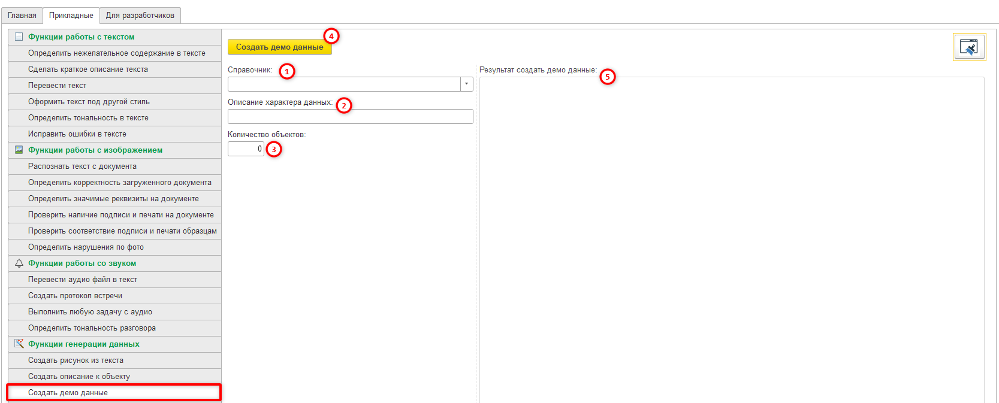 Главная
Прикладные
Для разработчиков
Функции работы с текстом
Определить нежелательное содержание в тексте
Сделать краткое описание текста
Перевести текст
Оформить текст под другой стиль
Определить тональность в тексте
Исправить ошибки в тексте
Функции работы с изображением
Распознать текст с документа
Определить корректность загруженного документа
Определить значимые реквизиты на документе
Проверить наличие подписи и печати на документе
Проверить соответствие подписи и печати образцам
Определить нарушения по фото
Функции работы со звуком
Перевести аудио файл в текст
Создать протокол встречи
Выполнить любую задачу с аудио
Определить тональность разговора
Функции генерации данных
Создать рисунок из текста
Создать описание к объекту
Создать демо данные
Создать демо данные
4
Справочник:
1
Описание характера данных:
2
Количество объектов:
0
3
Результат создать демо данные:
5